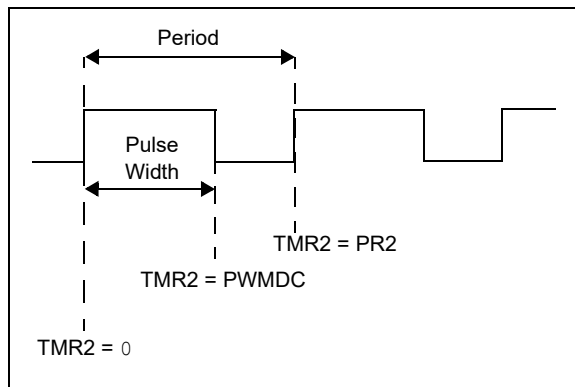 Period
Pulse
Width
TMR2 = PR2
TMR2 = PWMDC
TMR2 = 0